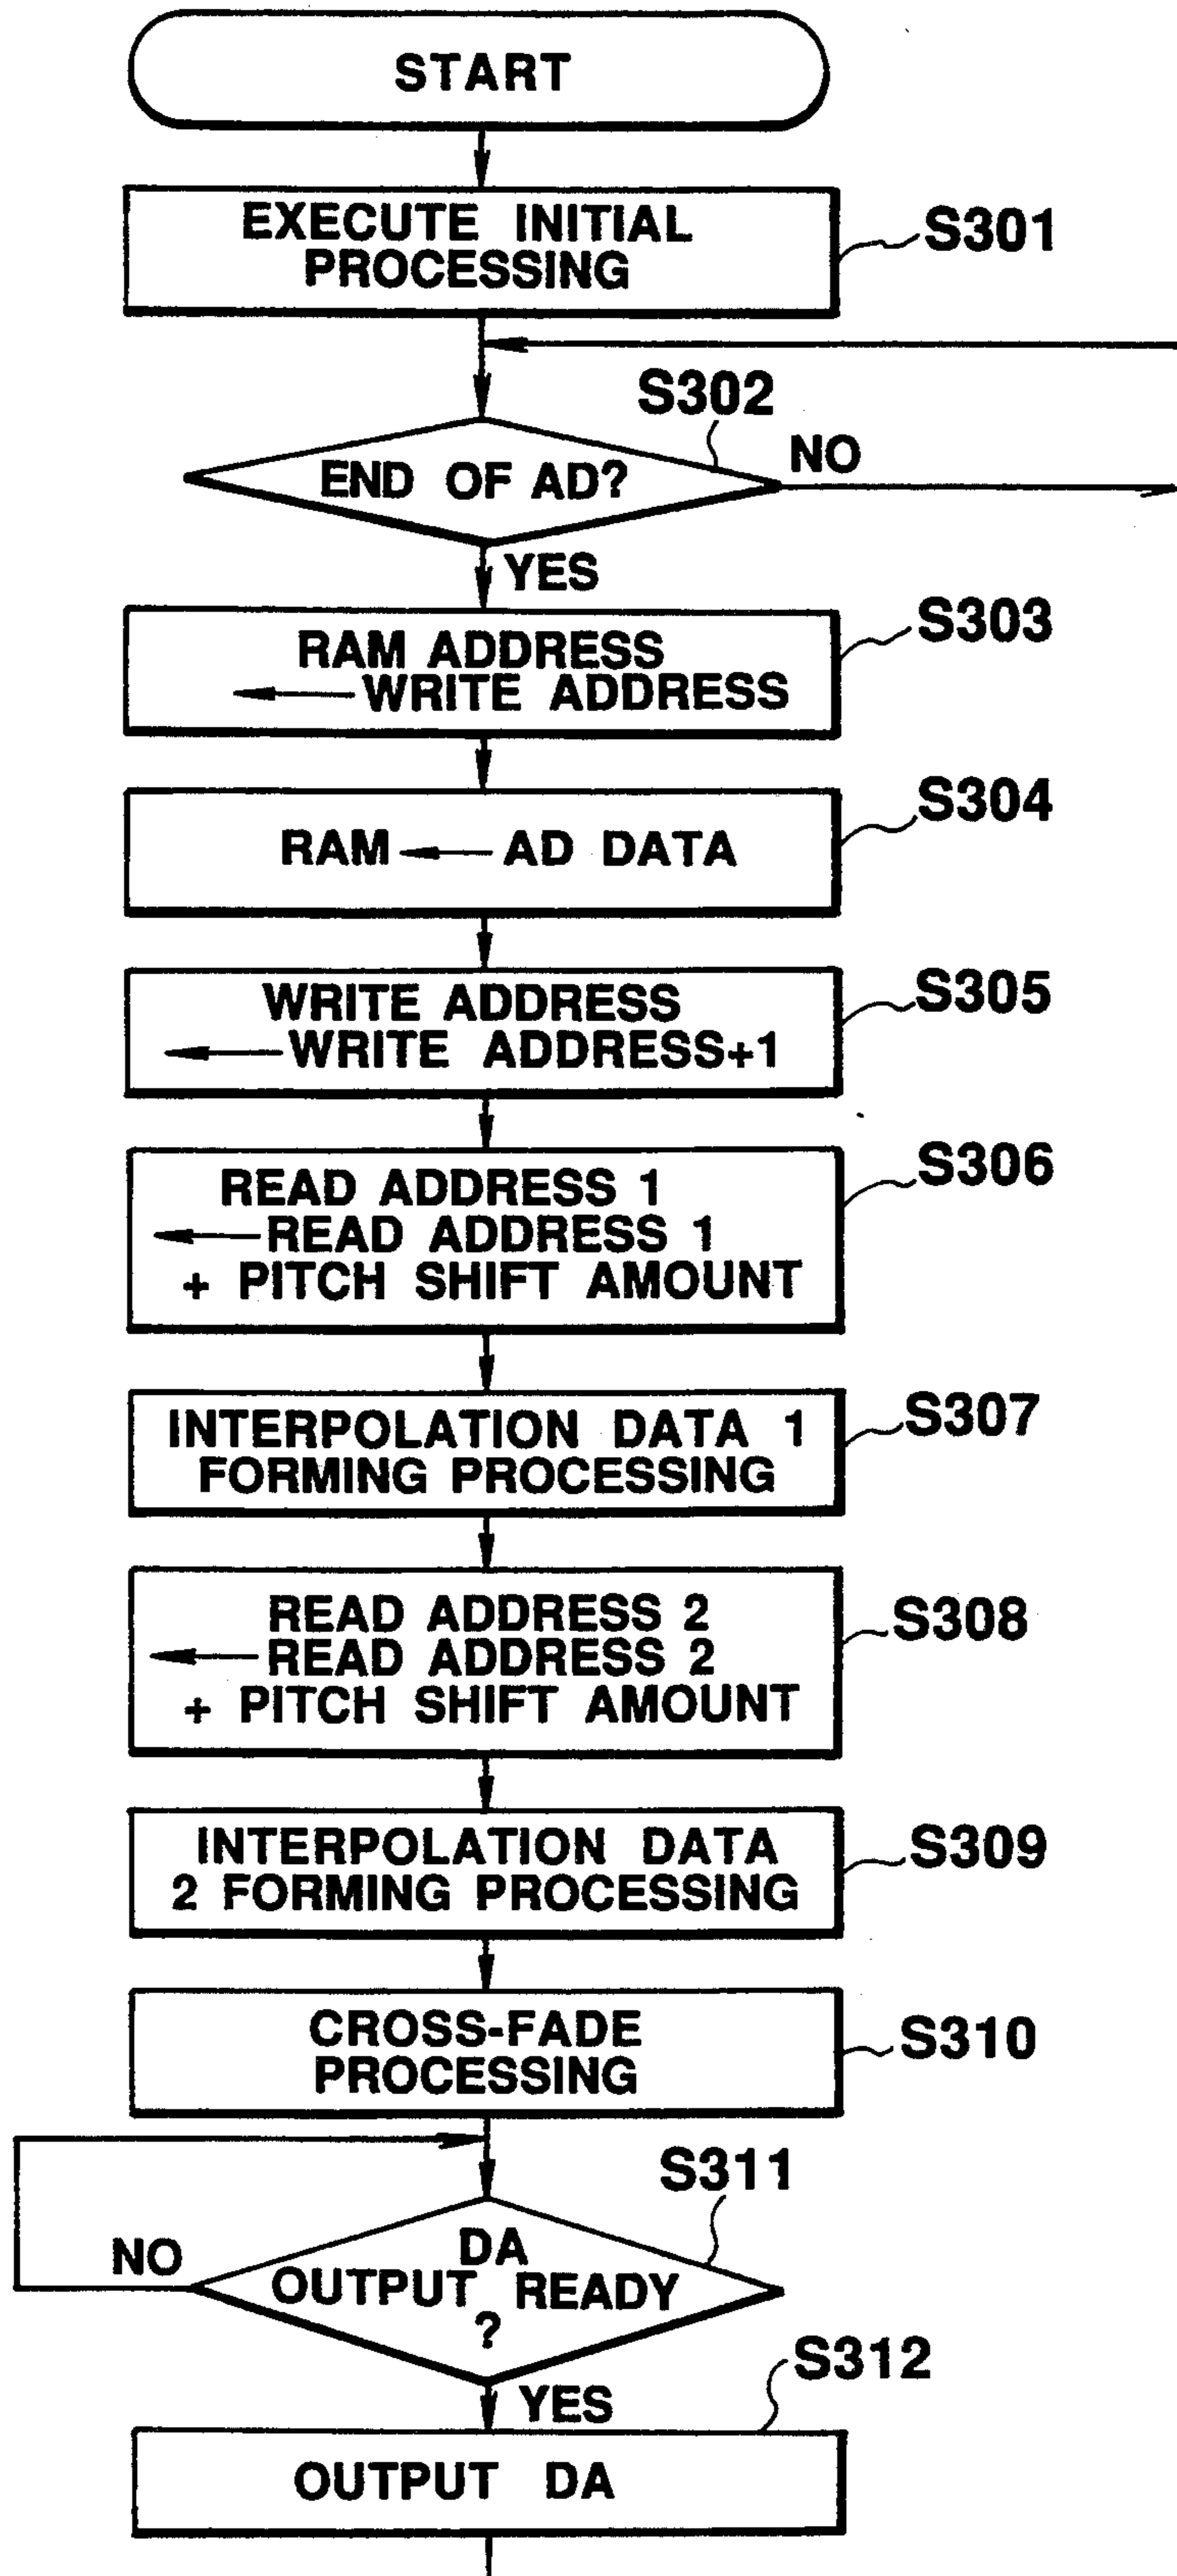 START
EXECUTE INITIAL
PROCESSING
S301
S302
END OF AD?
NO
YES
S303
RAM ADDRESS
← WRITE ADDRESS
S304
RAM ← AD DATA
S305
WRITE ADDRESS
← WRITE ADDRESS+1
S306
READ ADDRESS 1
← READ ADDRESS 1
+ PITCH SHIFT AMOUNT
S307
INTERPOLATION DATA 1
FORMING PROCESSING
S308
READ ADDRESS 2
← READ ADDRESS 2
+ PITCH SHIFT AMOUNT
S309
INTERPOLATION DATA
2 FORMING PROCESSING
S310
CROSS-FADE
PROCESSING
S311
NO
DA
OUTPUT READY
?
S312
YES
OUTPUT DA